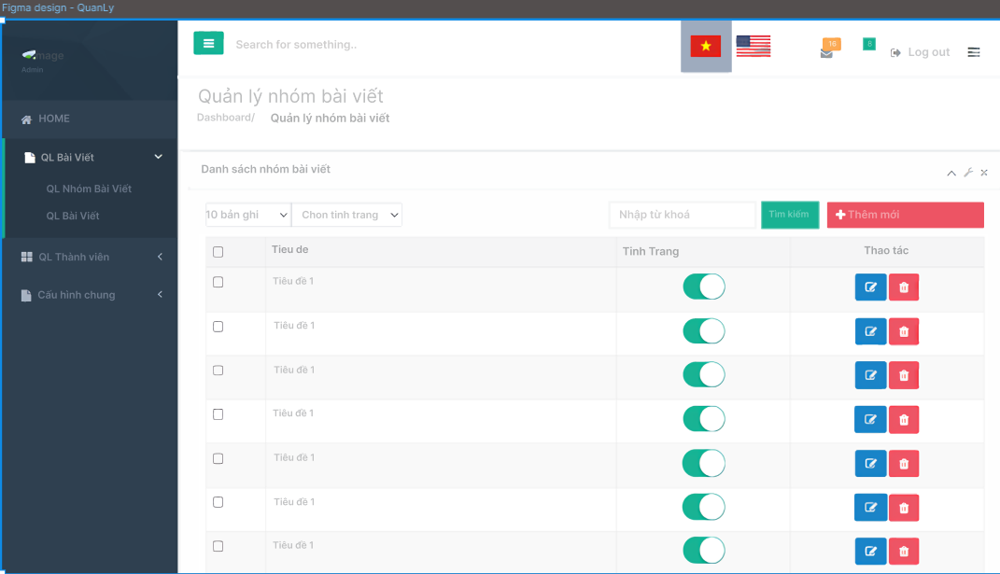 Figma design - QuanLy
mage
Admin
HOME
QL Bài Viết
QL Nhóm Bài Viết
QL Bài Viết
QL Thành viên
Cấu hình chung
Search for something..
16
8
Log out
Quản lý nhóm bài viết
Dashboard/ Quản lý nhóm bài viết
Danh sách nhóm bài viết
10 bản ghi
Chon tinh trang
Nhập từ khoá
Tìm kiếm
Thêm mới
Tieu de
Tinh Trang
Thao tác
Tiêu đề 1
Tiêu đề 1
Tiêu đề 1
Tiêu đề 1
Tiêu đề 1
Tiêu đề 1
Tiêu đề 1